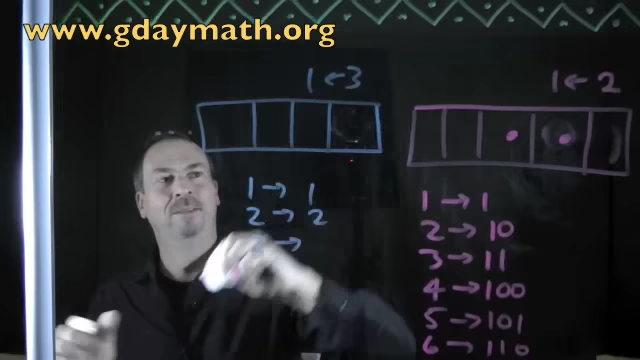 www.gdaymath.org
1 ← 3
1 → 1
2 → 2
→
1 ← 2
1 → 1
2 → 10
3 → 11
4 → 100
5 → 101
6 → 110